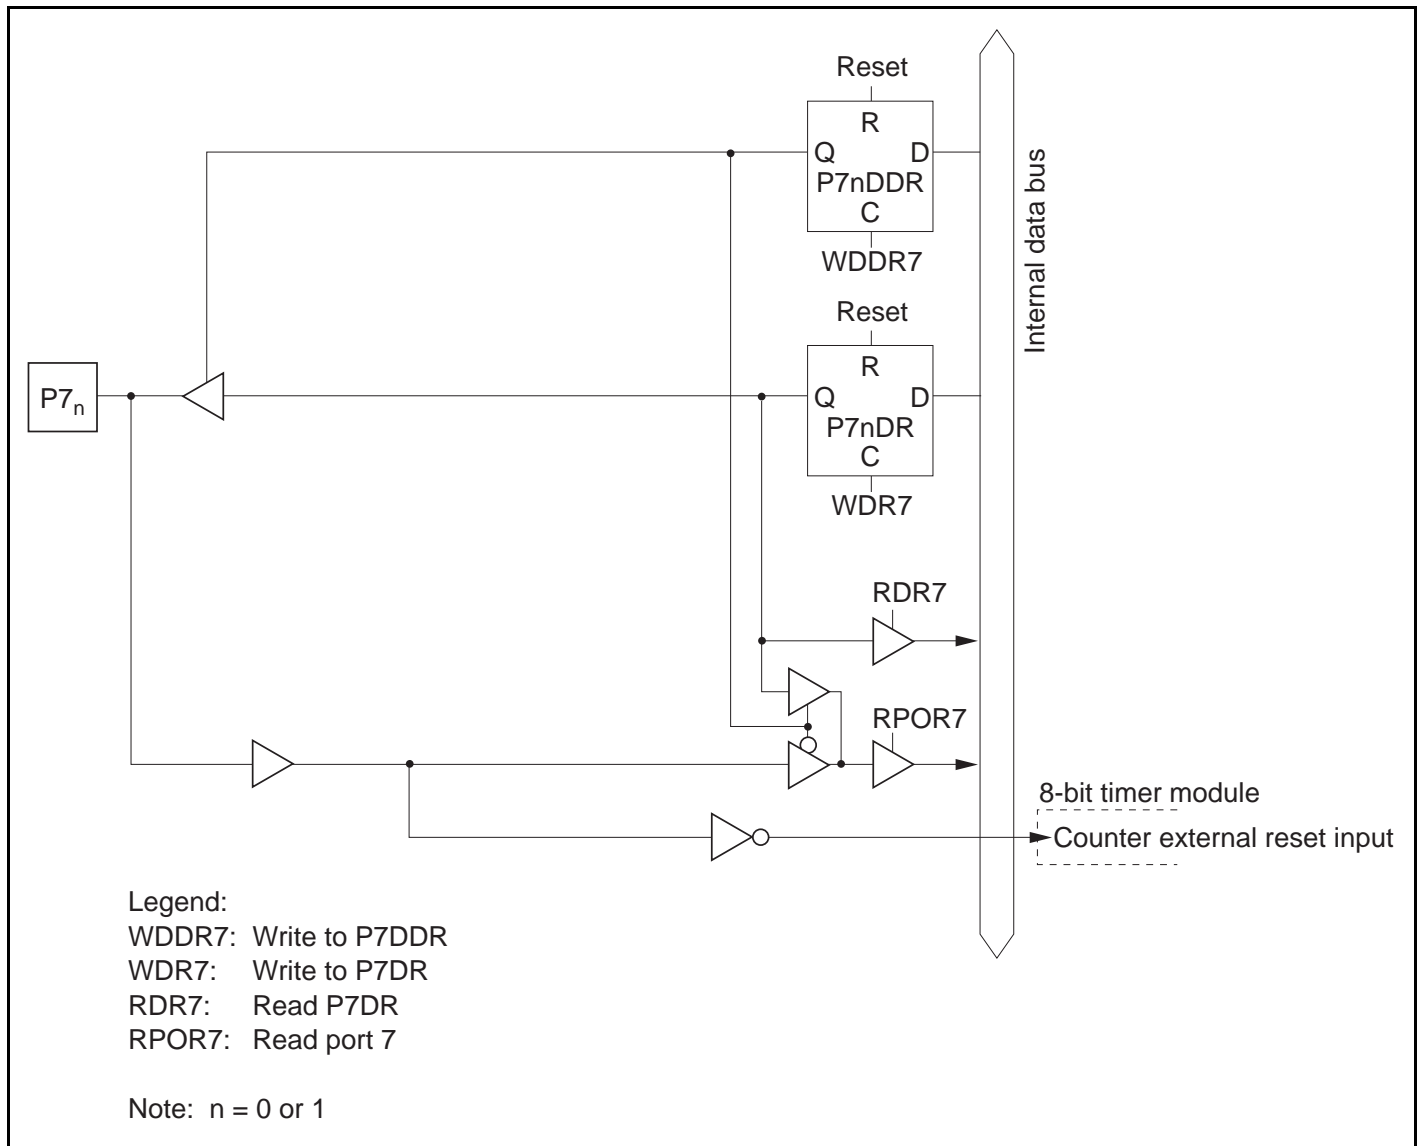 Reset
R
Q D
P7nDDR
C
WDDR7
Internal data bus
Reset
R
P7n
Q D
P7nDR
C
WDR7
RDR7
RPOR7
8-bit timer module
Counter external reset input
Legend:
WDDR7: Write to P7DDR
WDR7: Write to P7DR
RDR7: Read P7DR
RPOR7: Read port 7
Note: n = 0 or 1